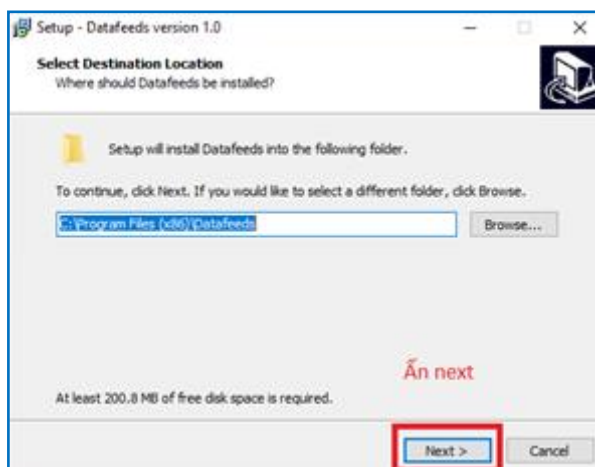 Setup - Datafeeds version 1.0
Select Destination Location
Where should Datafeeds be installed?
Setup will install Datafeeds into the following folder.
To continue, click Next. If you would like to select a different folder, click Browse.
C:\Program Files (x86)\Datafeeds
Browse...
Ấn next
At least 200.8 MB of free disk space is required.
Next >
Cancel